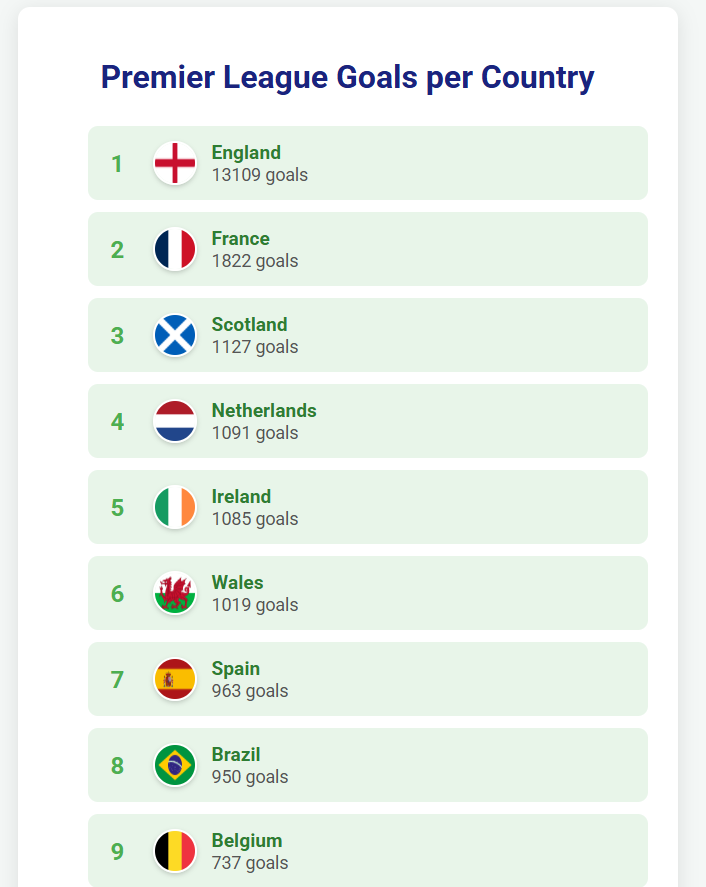 Premier League Goals per Country
1
England
13109 goals
2
France
1822 goals
3
Scotland
1127 goals
4
Netherlands
1091 goals
5
Ireland
1085 goals
6
Wales
1019 goals
7
Spain
963 goals
8
Brazil
950 goals
9
Belgium
737 goals